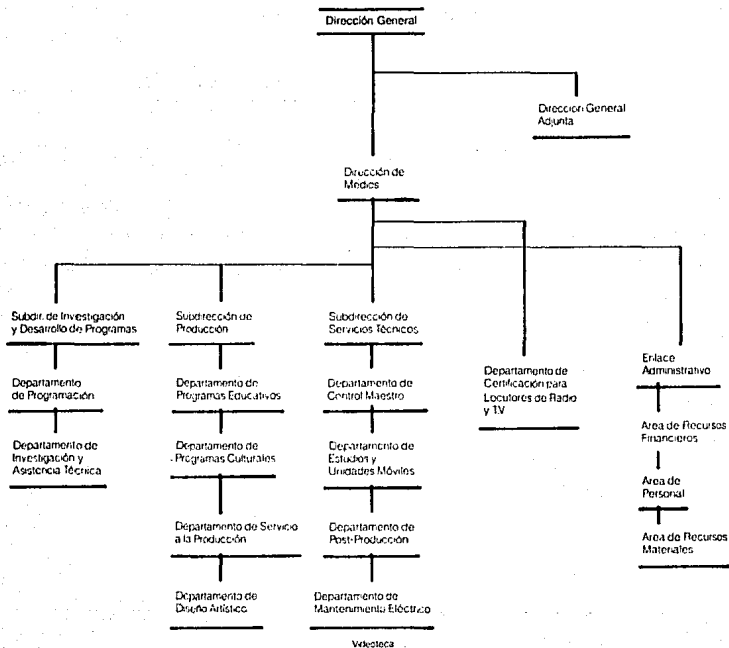 Dirección General
Dirección General
Adjunta
Dirección de
Medios
Subdir. de Investigación
y Desarrollo de Programas
Departamento
de Programación
Departamento de
Investigación y
Asistencia Técnica
Subdirección de
Producción
Departamento de
Programas Educativos
Departamento de
Programas Culturales
Departamento de Servicio
a la Producción
Departamento de
Diseño Artístico
Subdirección de
Servicios Técnicos
Departamento de
Control Maestro
Departamento de
Estudios y
Unidades Móviles
Departamento de
Post-Producción
Departamento de
Mantenimiento Eléctrico
Videoteca
Departamento de
Certificación para
Locutores de Radio
y TV
Enlace
Administrativo
Area de Recursos
Financieros
Area de
Personal
Area de Recursos
Materiales